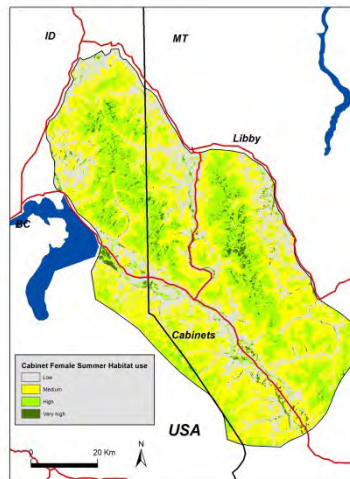 ID
MT
Libby
BC
Cabinets
Cabinet Female Summer Habitat use
Low
Medium
High
Very high
USA
0 20 Km
N